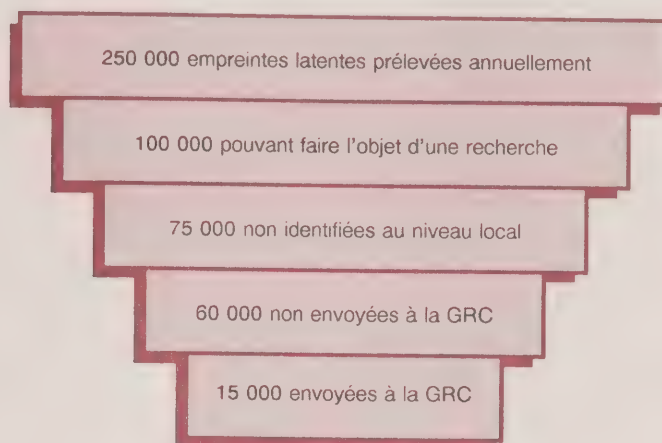 250 000 empreintes latentes prélevées annuellement
100 000 pouvant faire l'objet d'une recherche
75 000 non identifiées au niveau local
60 000 non envoyées à la GRC
15 000 envoyées à la GRC